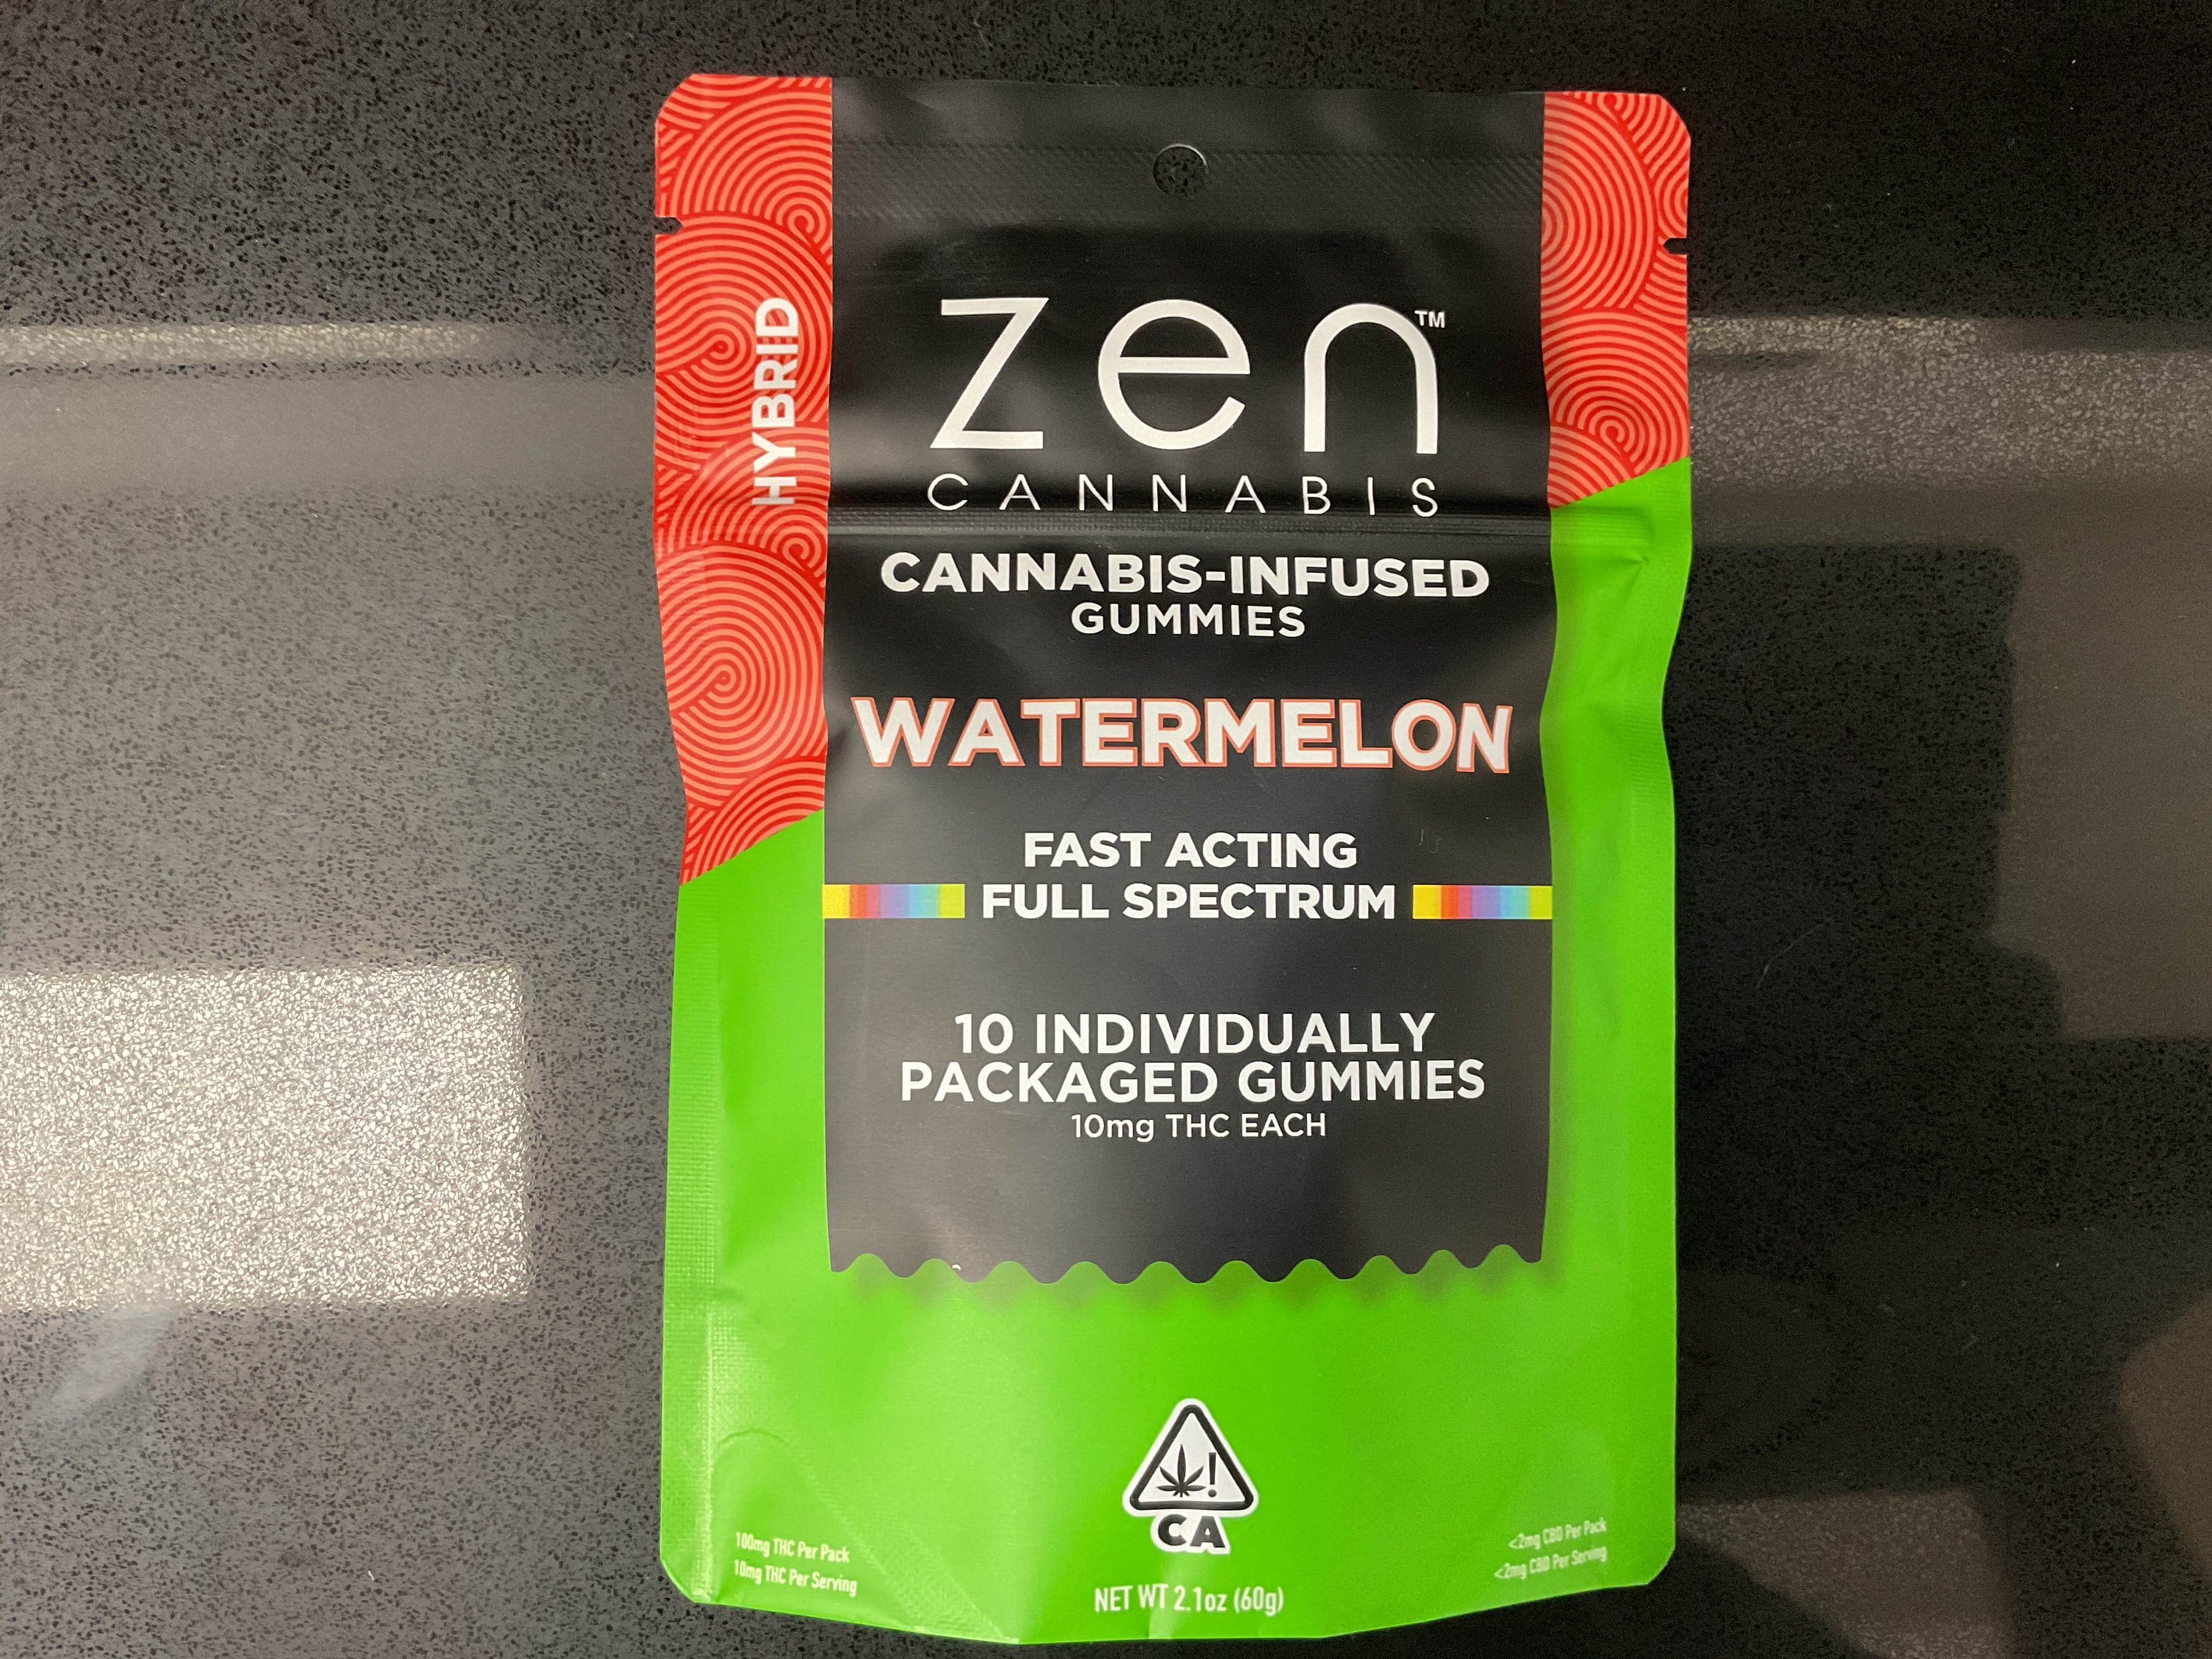 HYBRID
zen™
CANNABIS
CANNABIS-INFUSED
GUMMIES
WATERMELON
FAST ACTING
FULL SPECTRUM
10 INDIVIDUALLY
PACKAGED GUMMIES
10mg THC EACH
!
CA
100mg THC Per Pack
10mg THC Per Serving
NET WT 2.1oz (60g)
<2mg CBD Per Pack
<2mg CBD Per Serving